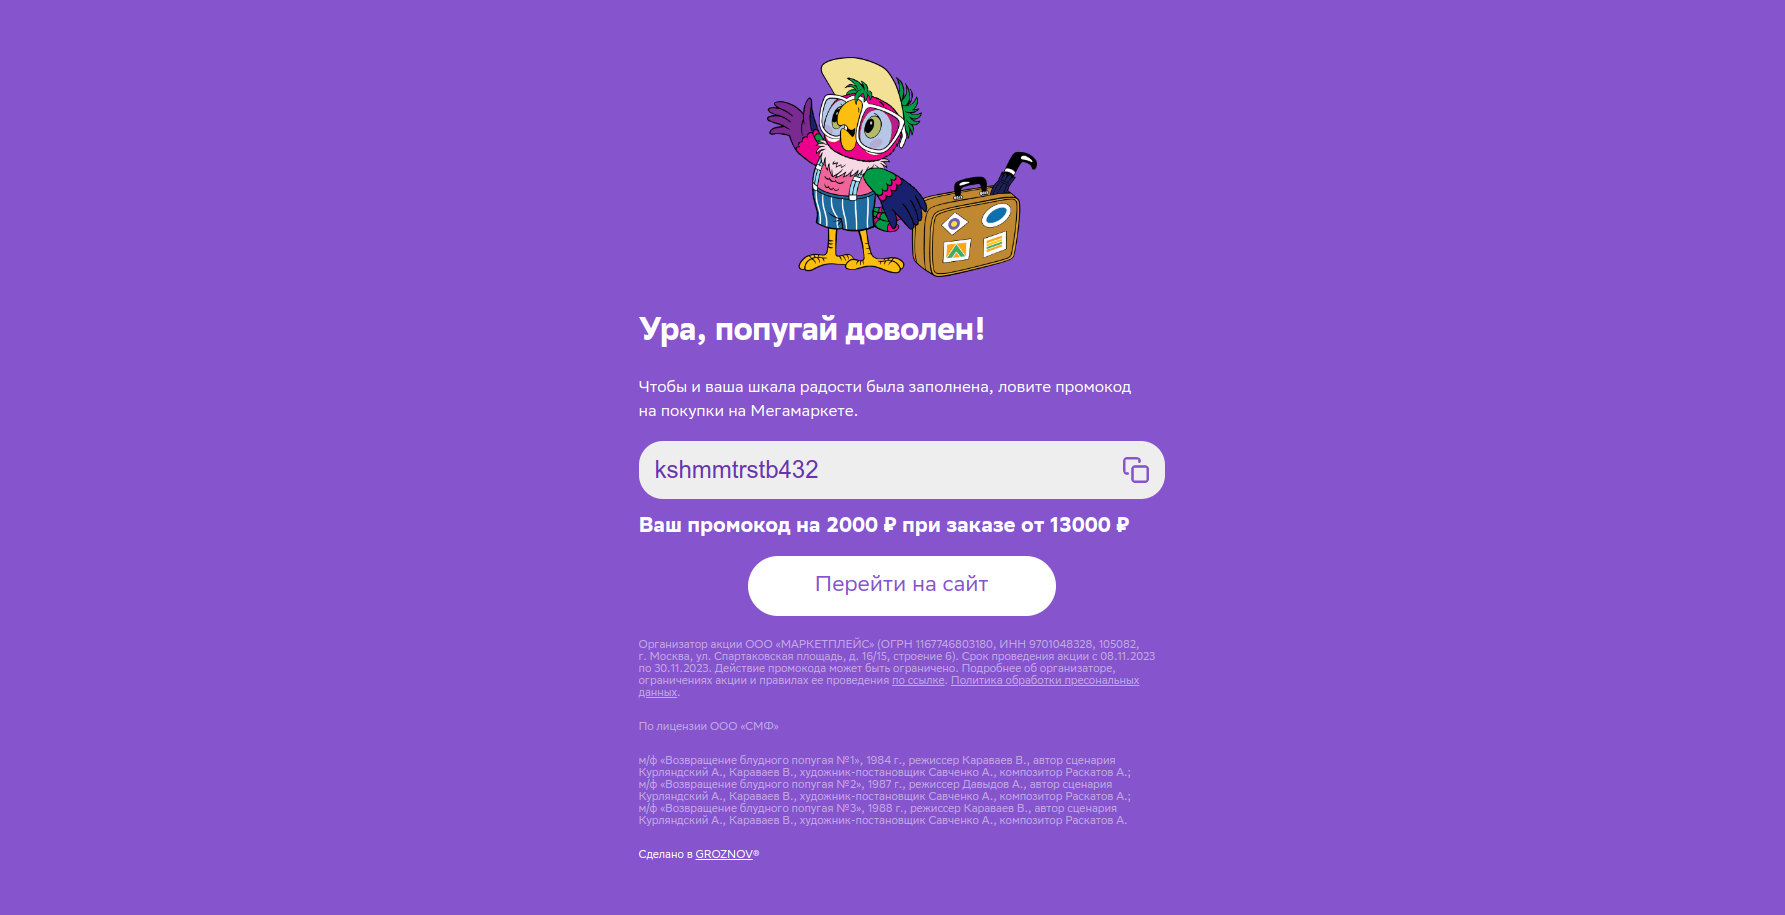 Ура, попугай доволен!
Чтобы и ваша шкала радости была заполнена, ловите промокод
на покупки на Мегамаркете.
kshmmtrstb432
Ваш промокод на 2000 ₽ при заказе от 13000 ₽
Перейти на сайт
Организатор акции ООО «МАРКЕТПЛЕЙС» (ОГРН 1167746803180, ИНН 9701048328, 105082,
г. Москва, ул. Спартаковская площадь, д. 16/15, строение 6). Срок проведения акции с 08.11.2023
по 30.11.2023. Действие промокода может быть ограничено. Подробнее об организаторе,
ограничениях акции и правилах ее проведения по ссылке. Политика обработки пресональных
данных.
По лицензии ООО «СМФ»
м/ф «Возвращение блудного попугая №1», 1984 г., режиссер Караваев В., автор сценария
Курляндский А., Караваев В., художник-постановщик Савченко А., композитор Раскатов А.;
м/ф «Возвращение блудного попугая №2», 1987 г., режиссер Давыдов А., автор сценария
Курляндский А., Караваев В., художник-постановщик Савченко А., композитор Раскатов А.;
м/ф «Возвращение блудного попугая №3», 1988 г., режиссер Караваев В., автор сценария
Курляндский А., Караваев В., художник-постановщик Савченко А., композитор Раскатов А.
Сделано в GROZNOV®